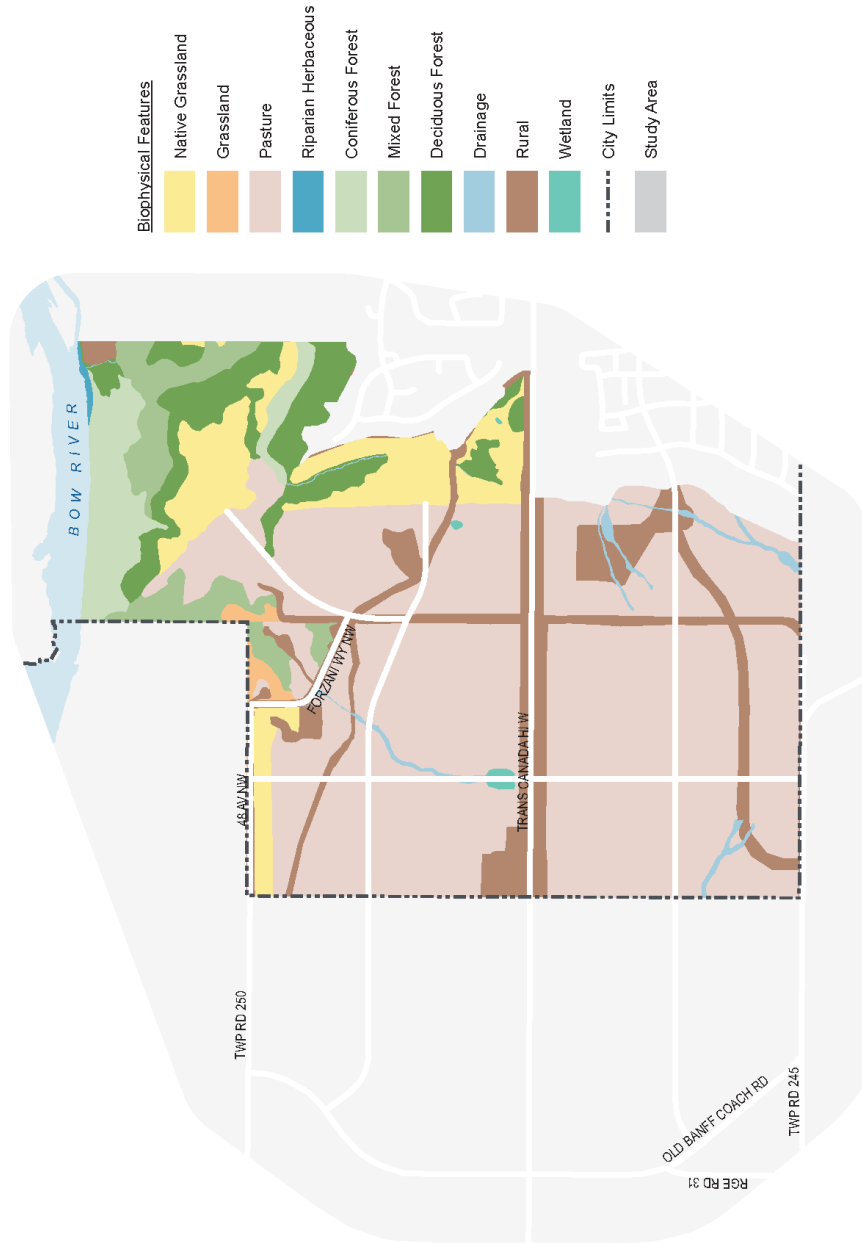 Biophysical Features
Native Grassland
Grassland
Pasture
Riparian Herbaceous
Coniferous Forest
Mixed Forest
Deciduous Forest
Drainage
Rural
Wetland
City Limits
Study Area
BOW RIVER
FORZANI WY NW
48 AV NW
TRANS CANADA HI W
TWP RD 250
OLD BANFF COACH RD
TWP RD 245
RGE RD 31